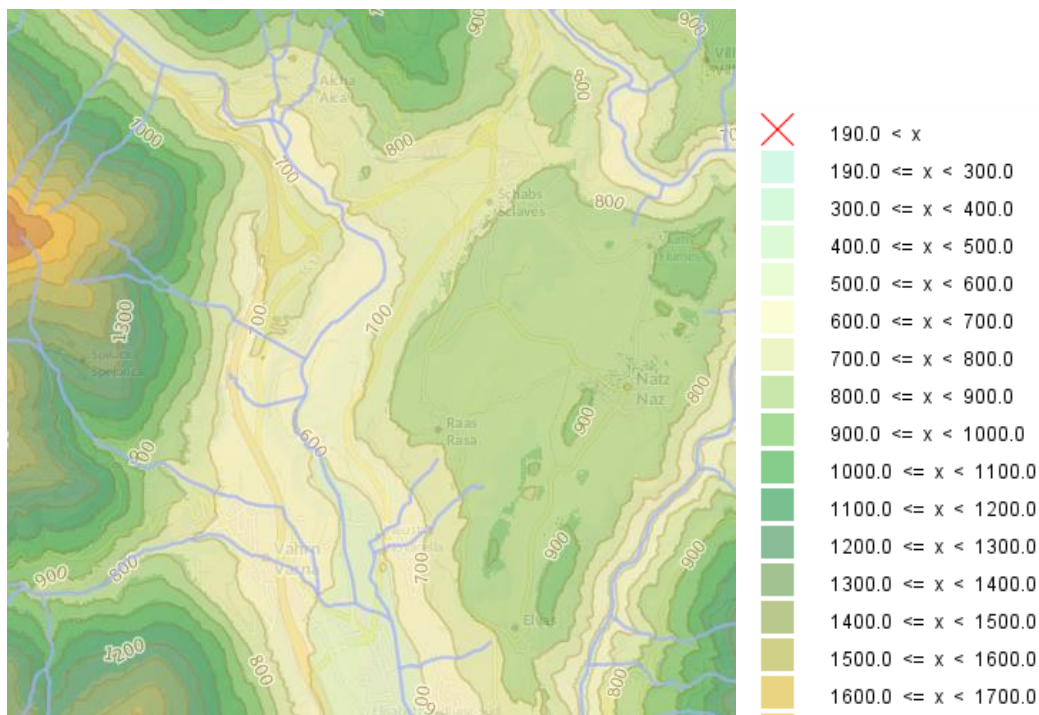 900
900
800
Aicha
Aica
1000
800
700
Schabs
Sciaves
800
1300
700
700
Natz
Naz
800
900
Raas
Rasa
600
800
900
700
900
Vahrn
Varna
900
800
Elvas
1200
800
800
190.0 < x
190.0 <= x < 300.0
300.0 <= x < 400.0
400.0 <= x < 500.0
500.0 <= x < 600.0
600.0 <= x < 700.0
700.0 <= x < 800.0
800.0 <= x < 900.0
900.0 <= x < 1000.0
1000.0 <= x < 1100.0
1100.0 <= x < 1200.0
1200.0 <= x < 1300.0
1300.0 <= x < 1400.0
1400.0 <= x < 1500.0
1500.0 <= x < 1600.0
1600.0 <= x < 1700.0